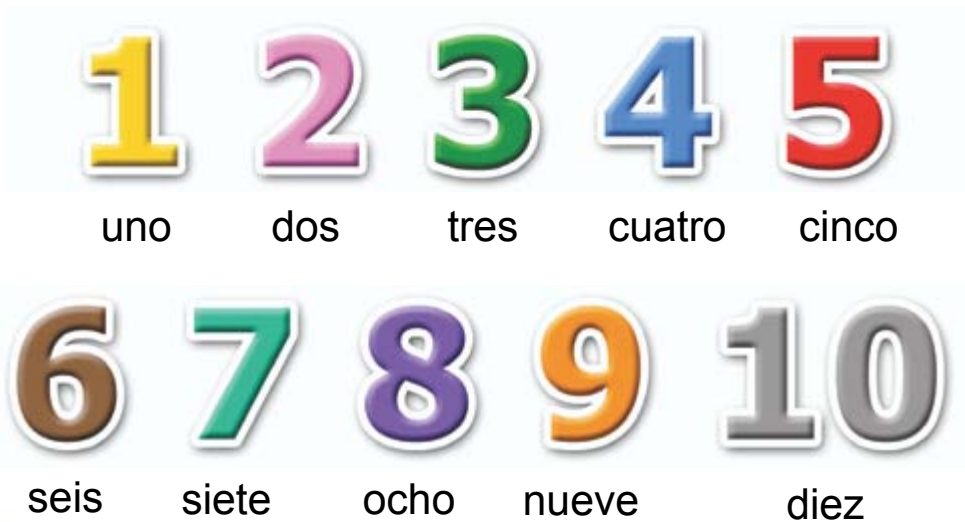 1 2 3 4 5
uno dos tres cuatro cinco
6 7 8 9 10
seis siete ocho nueve diez